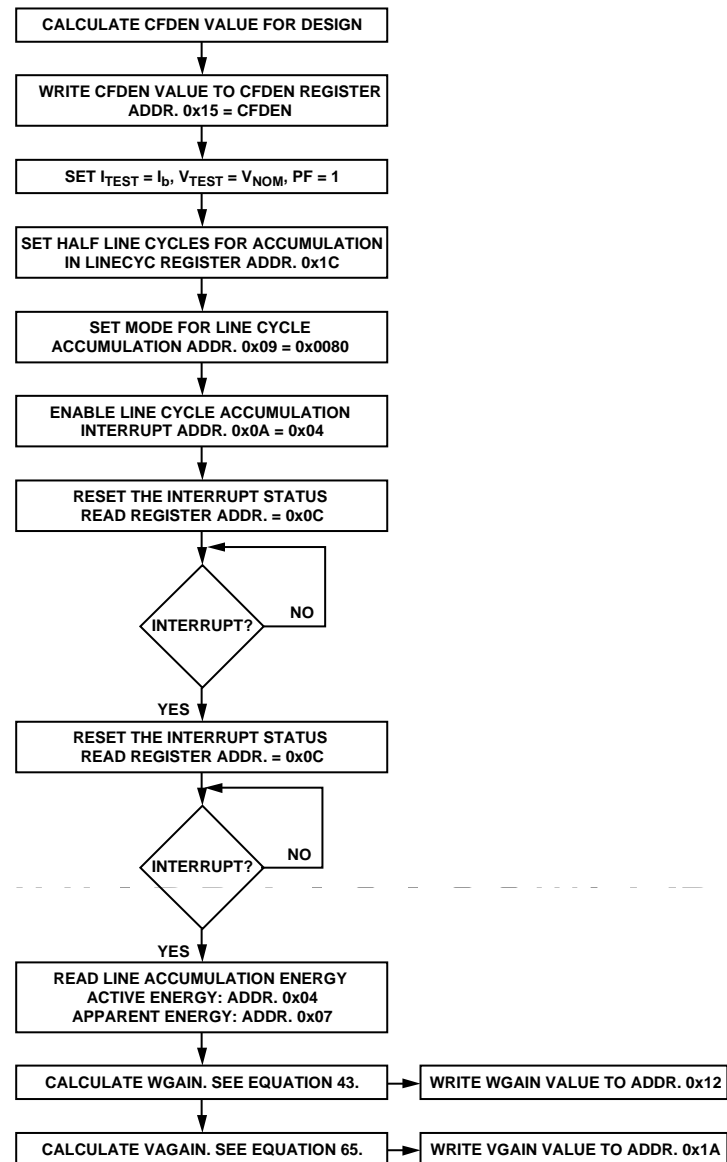 CALCULATE CFDEN VALUE FOR DESIGN
WRITE CFDEN VALUE TO CFDEN REGISTER
ADDR. 0x15 = CFDEN
SET ITEST = Ib, VTEST = VNOM, PF = 1
SET HALF LINE CYCLES FOR ACCUMULATION
IN LINECYC REGISTER ADDR. 0x1C
SET MODE FOR LINE CYCLE
ACCUMULATION ADDR. 0x09 = 0x0080
ENABLE LINE CYCLE ACCUMULATION
INTERRUPT ADDR. 0x0A = 0x04
RESET THE INTERRUPT STATUS
READ REGISTER ADDR. = 0x0C
INTERRUPT?
NO
YES
RESET THE INTERRUPT STATUS
READ REGISTER ADDR. = 0x0C
INTERRUPT?
NO
YES
READ LINE ACCUMULATION ENERGY
ACTIVE ENERGY: ADDR. 0x04
APPARENT ENERGY: ADDR. 0x07
CALCULATE WGAIN. SEE EQUATION 43.
WRITE WGAIN VALUE TO ADDR. 0x12
CALCULATE VAGAIN. SEE EQUATION 65.
WRITE VGAIN VALUE TO ADDR. 0x1A